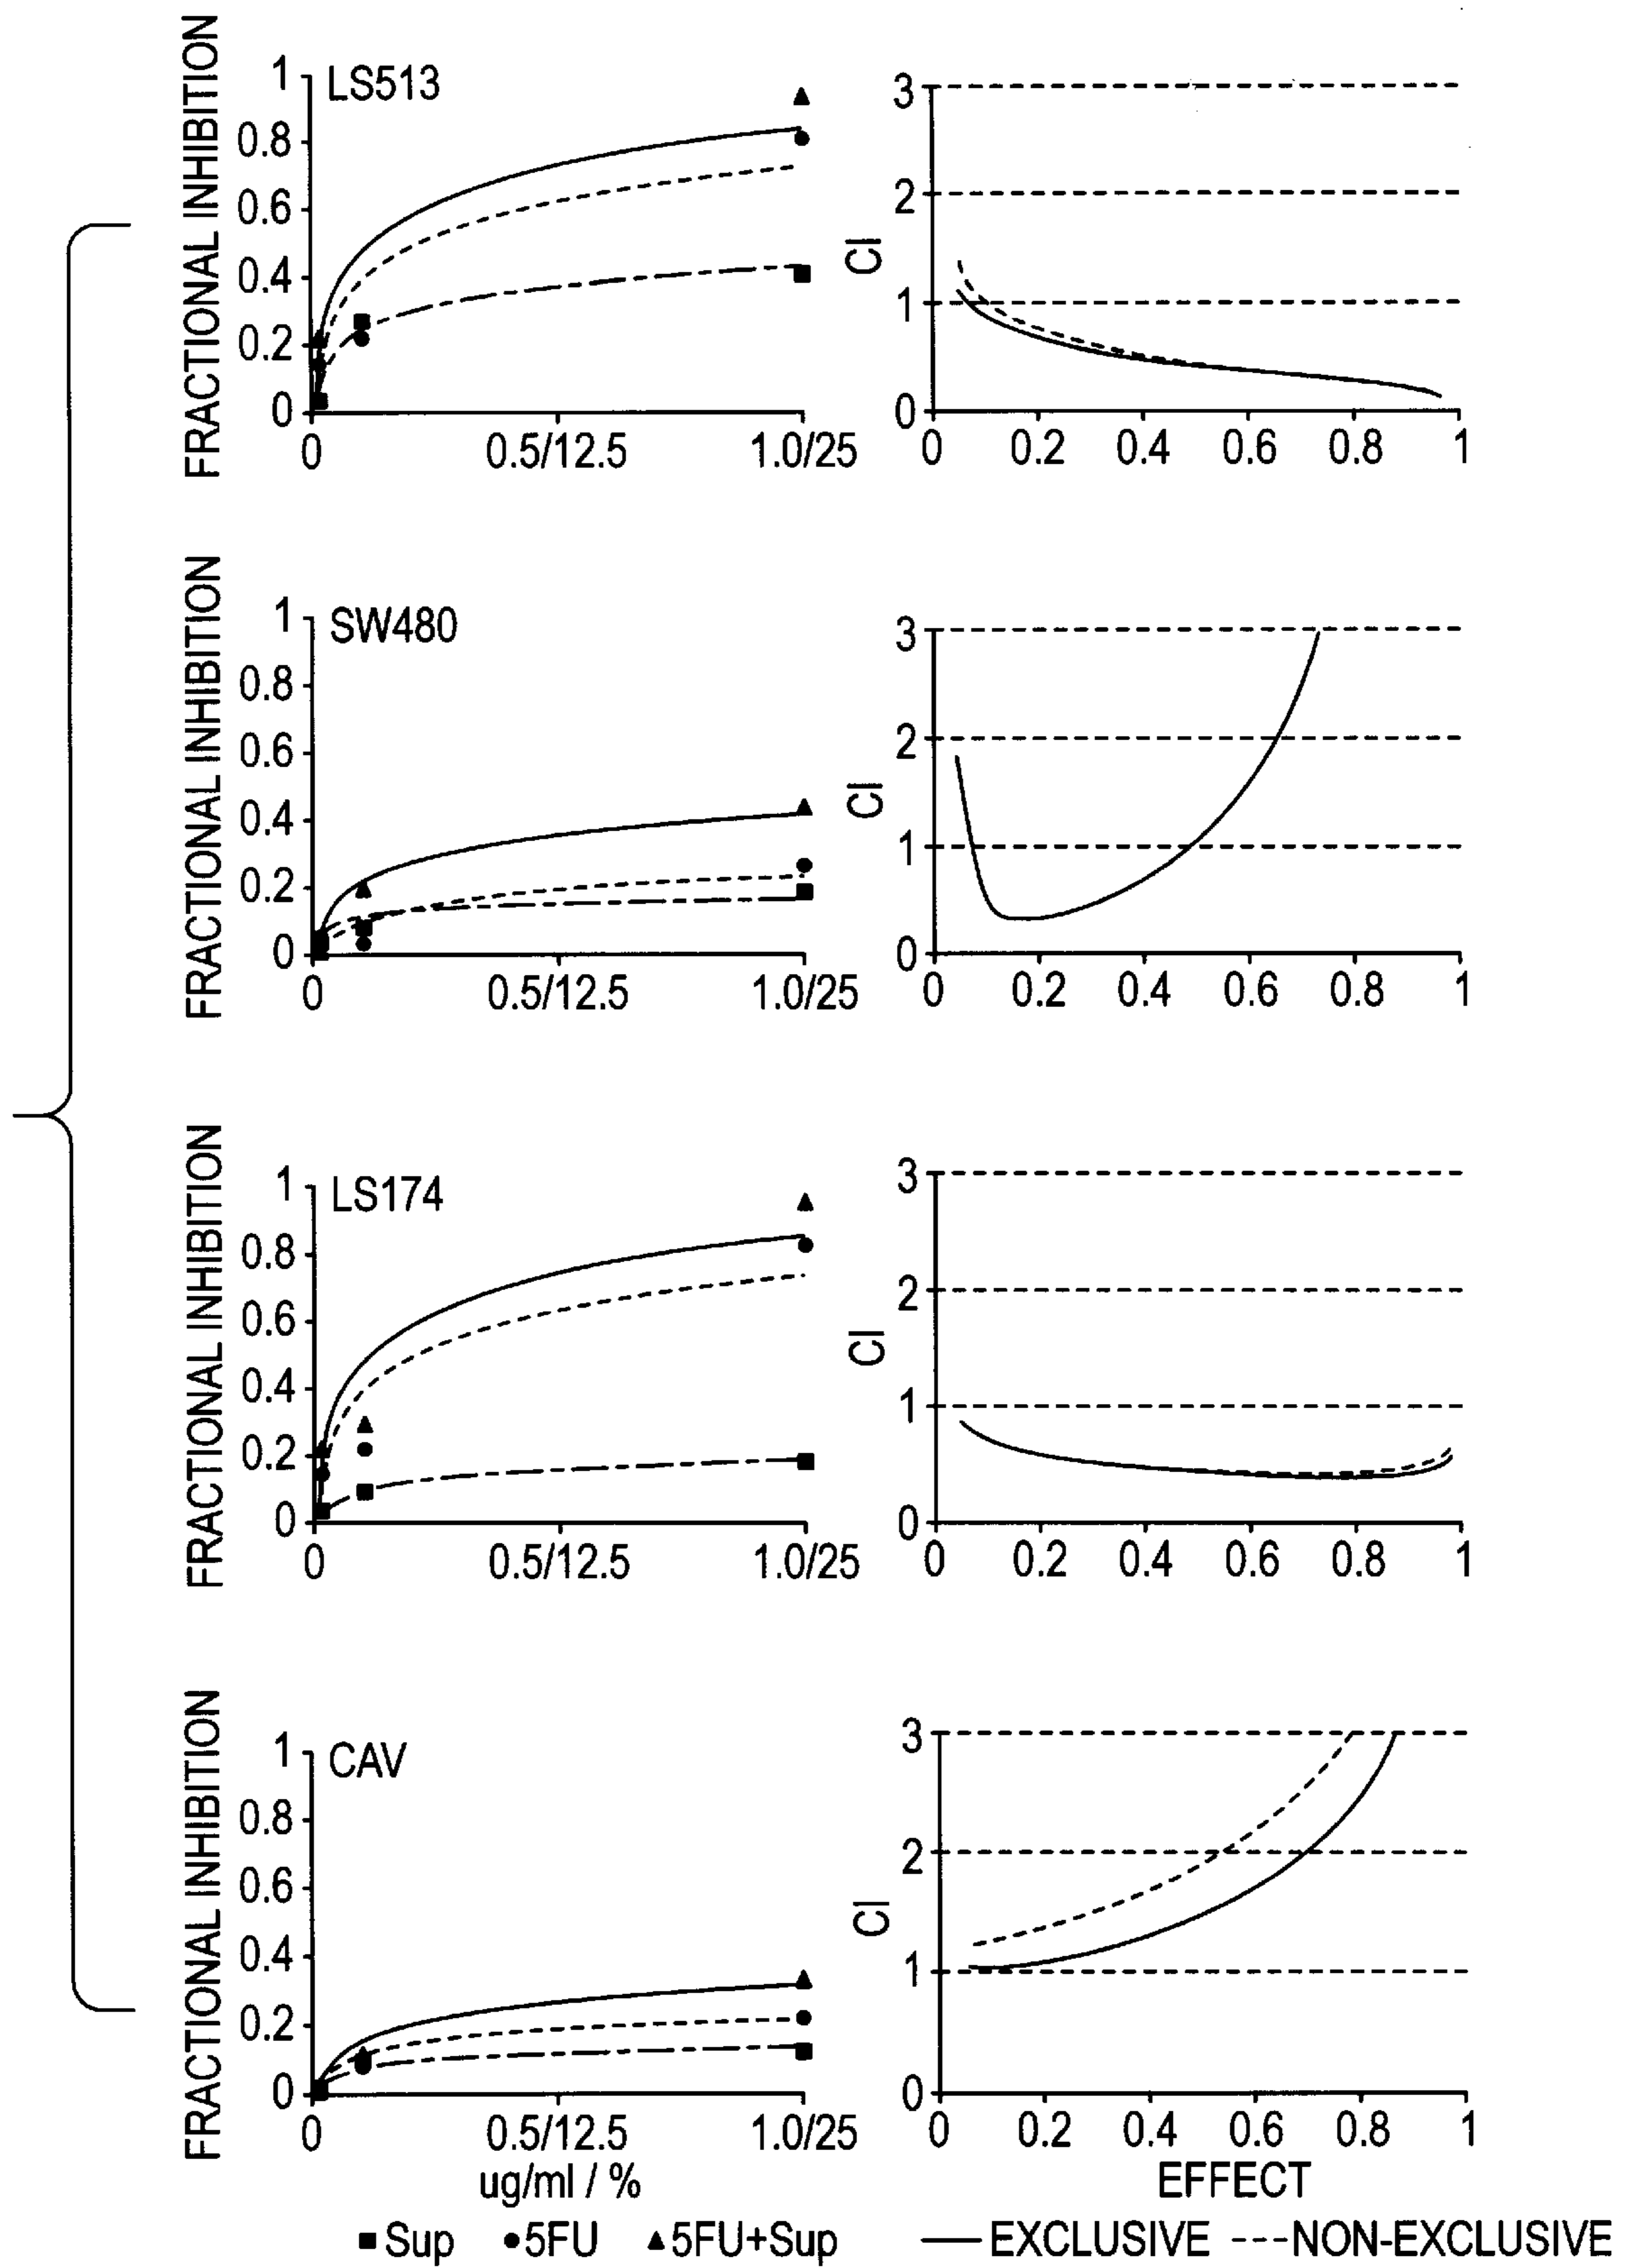 FRACTIONAL INHIBITION
LS513
1
0.8
0.6
0.4
0.2
0
0 0.5/12.5 1.0/25
CI
3
2
1
0
0 0.2 0.4 0.6 0.8 1
FRACTIONAL INHIBITION
SW480
1
0.8
0.6
0.4
0.2
0
0 0.5/12.5 1.0/25
CI
3
2
1
0
0 0.2 0.4 0.6 0.8 1
FRACTIONAL INHIBITION
LS174
1
0.8
0.6
0.4
0.2
0
0 0.5/12.5 1.0/25
CI
3
2
1
0
0 0.2 0.4 0.6 0.8 1
FRACTIONAL INHIBITION
CAV
1
0.8
0.6
0.4
0.2
0
0 0.5/12.5 1.0/25
ug/ml / %
CI
3
2
1
0
0 0.2 0.4 0.6 0.8 1
EFFECT
Sup 5FU 5FU+Sup EXCLUSIVE NON-EXCLUSIVE